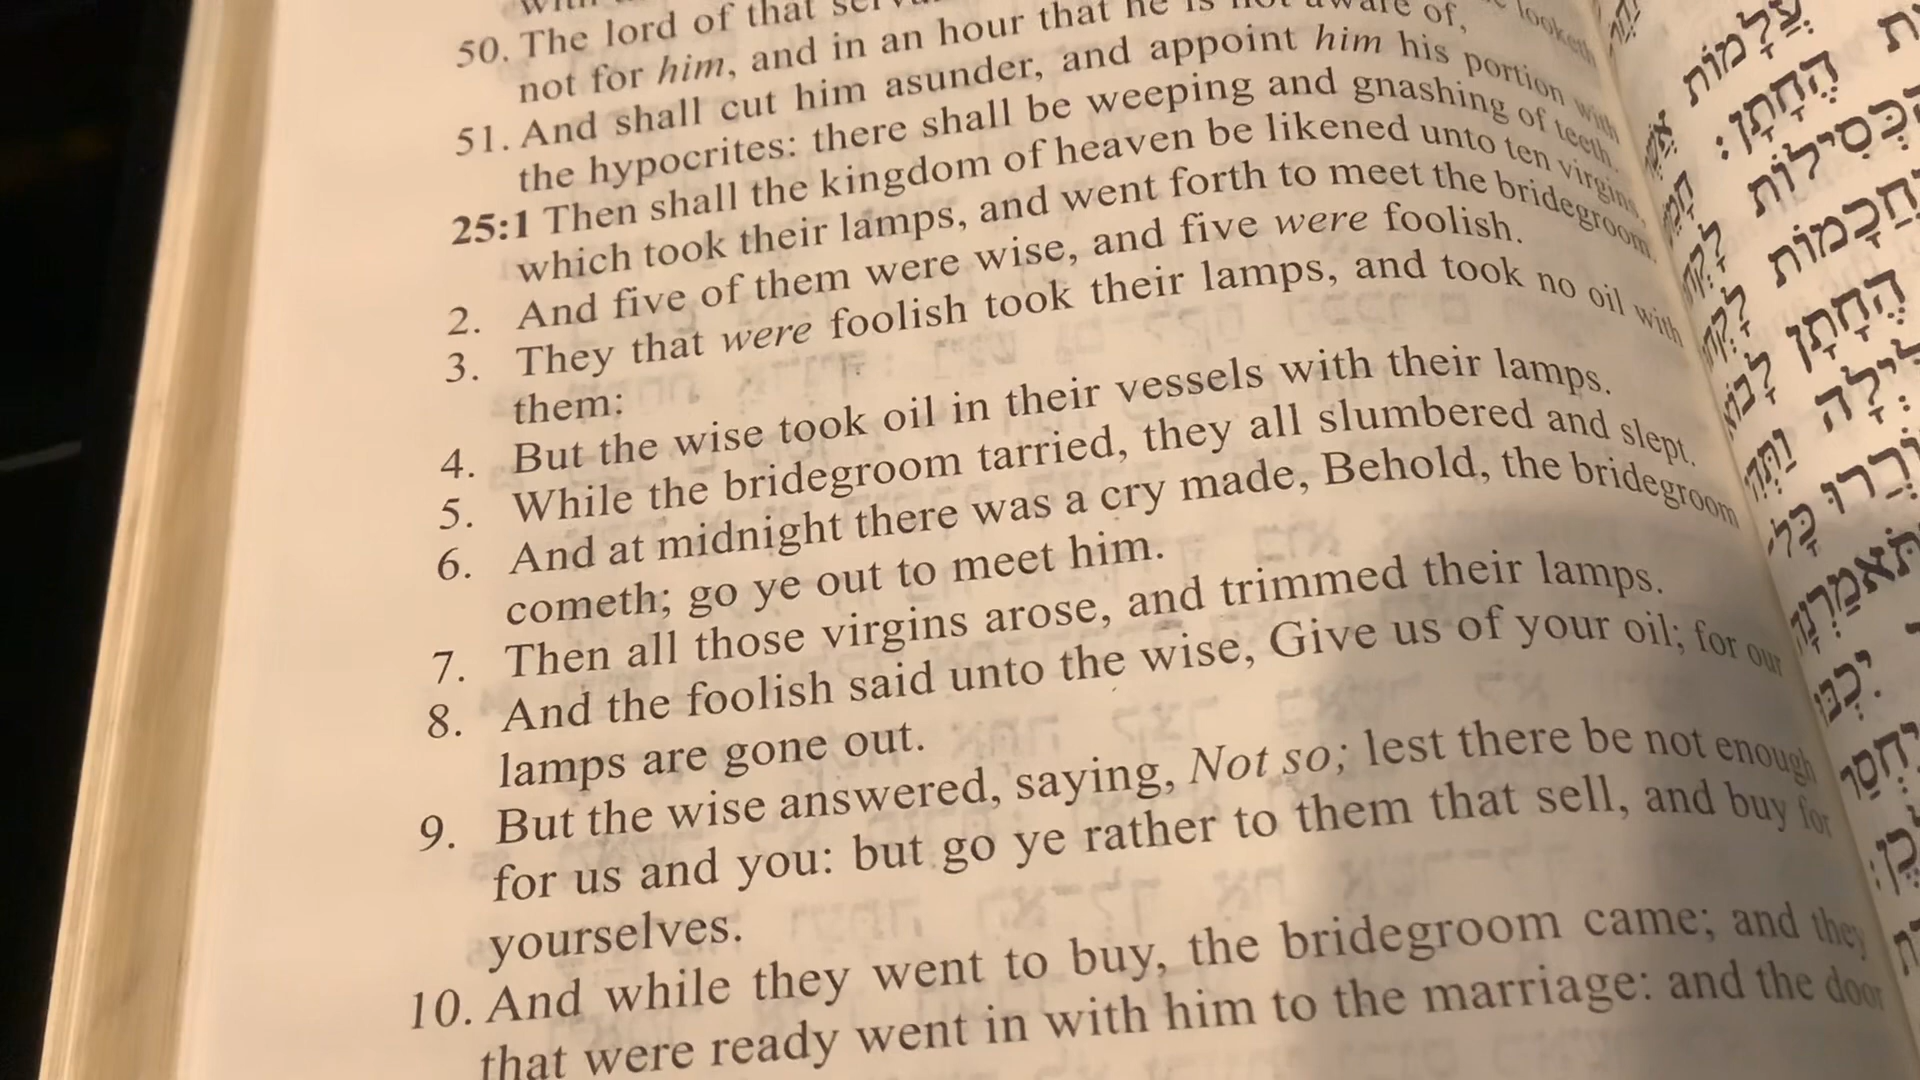 50. The lord of that
not for him, and in an hour that he is not aware of,
51. And shall cut him asunder, and appoint him his portion with
the hypocrites: there shall be weeping and gnashing of teeth.
25:1 Then shall the kingdom of heaven be likened unto ten virgins,
which took their lamps, and went forth to meet the bridegroom.
2. And five of them were wise, and five were foolish.
3. They that were foolish took their lamps, and took no oil with
them:
4. But the wise took oil in their vessels with their lamps.
5. While the bridegroom tarried, they all slumbered and slept.
6. And at midnight there was a cry made, Behold, the bridegroom
cometh; go ye out to meet him.
7. Then all those virgins arose, and trimmed their lamps.
8. And the foolish said unto the wise, Give us of your oil; for our
lamps are gone out.
9. But the wise answered, saying, Not so; lest there be not enough
for us and you: but go ye rather to them that sell, and buy for
yourselves.
10. And while they went to buy, the bridegroom came; and they
that were ready went in with him to the marriage: and the door
עֲלָמוֹת
הֶחָתָן:
הַכְּסִילוֹת
הֶחָתָן לָבוֹא